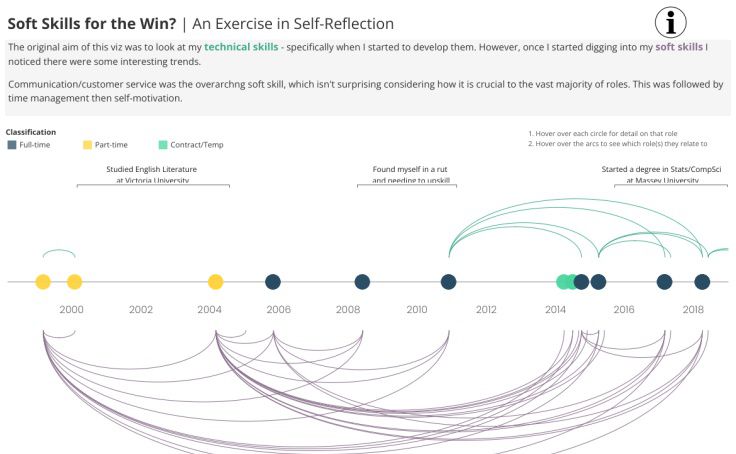 Soft Skills for the Win? | An Exercise in Self-Reflection
The original aim of this viz was to look at my technical skills - specifically when I started to develop them. However, once I started digging into my soft skills I
noticed there were some interesting trends.
Communication/customer service was the overarchng soft skill, which isn't surprising considering how it is crucial to the vast majority of roles. This was followed by
time management then self-motivation.
Classification
Full-time Part-time Contract/Temp
1. Hover over each circle for detail on that role
2. Hover over the arcs to see which role(s) they relate to
Studied English Literature
at Victoria University
Found myself in a rut
and needing to upskill
Started a degree in Stats/CompSci
at Massey University
2000 2002 2004 2006 2008 2010 2012 2014 2016 2018